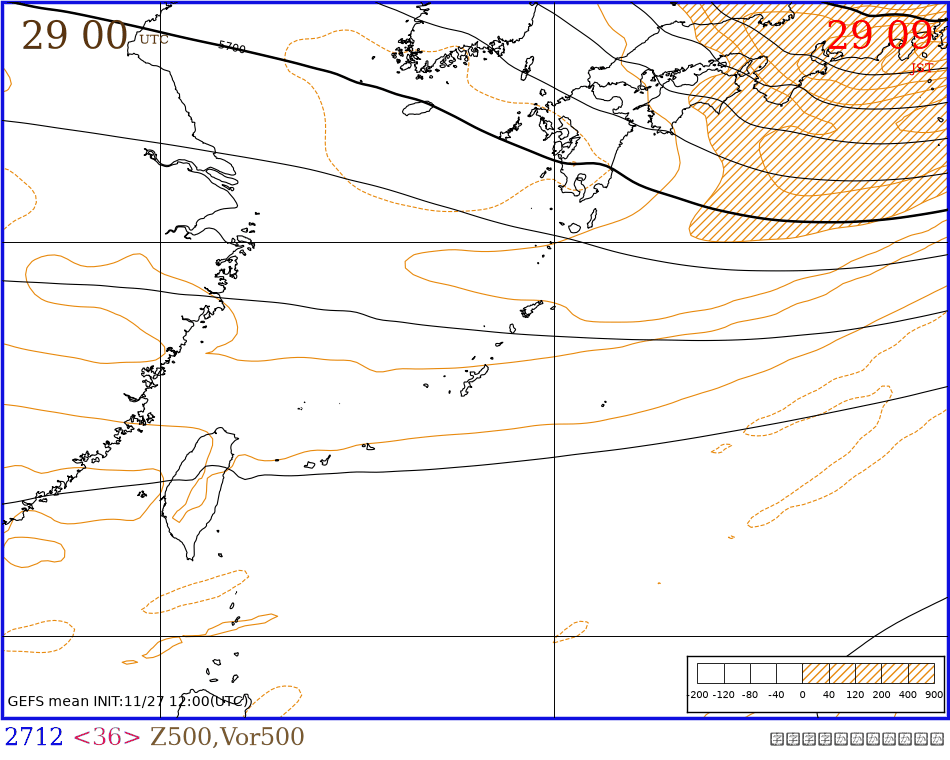 29 00 UTC
29 09 JST
5700
GEFS mean INIT:11/27 12:00(UTC)
-200 -120 -80 -40 0 40 120 200 400 900
2712 <36> Z500,Vor500